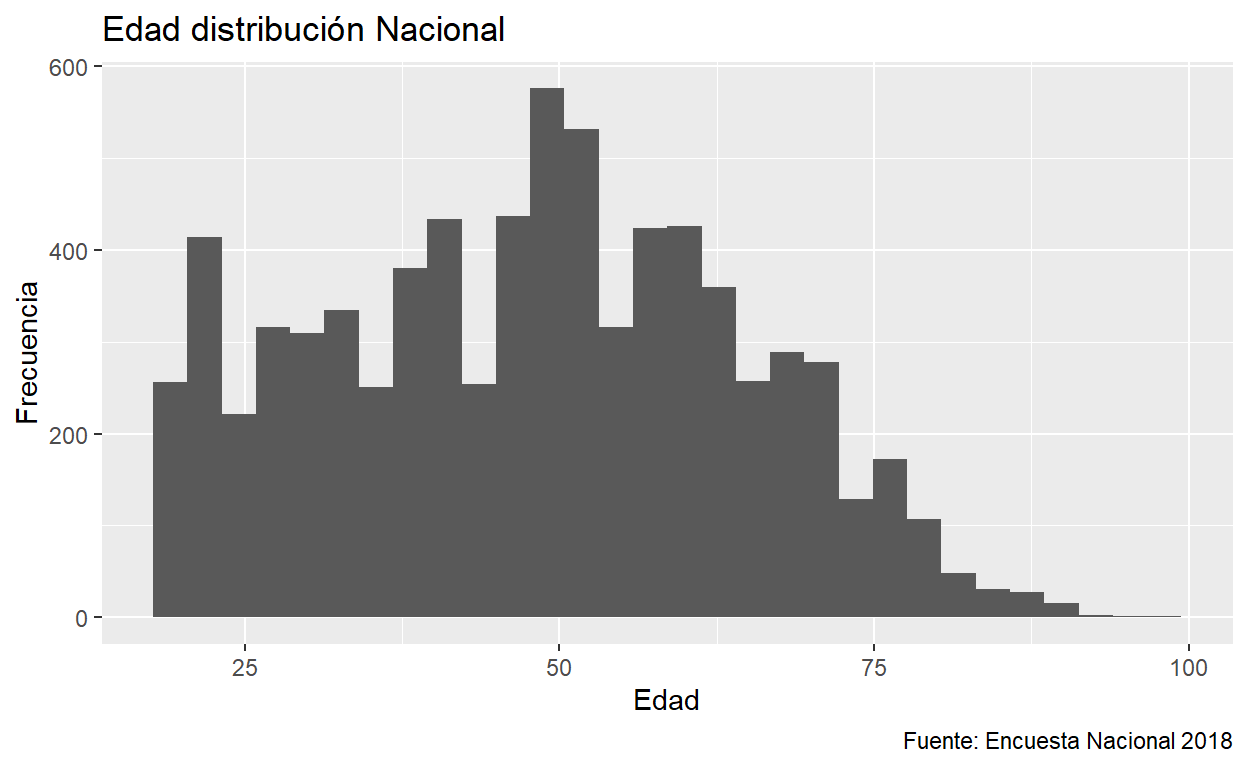 Edad distribución Nacional
600
400
200
0
Frecuencia
25 50 75 100
Edad
Fuente: Encuesta Nacional 2018